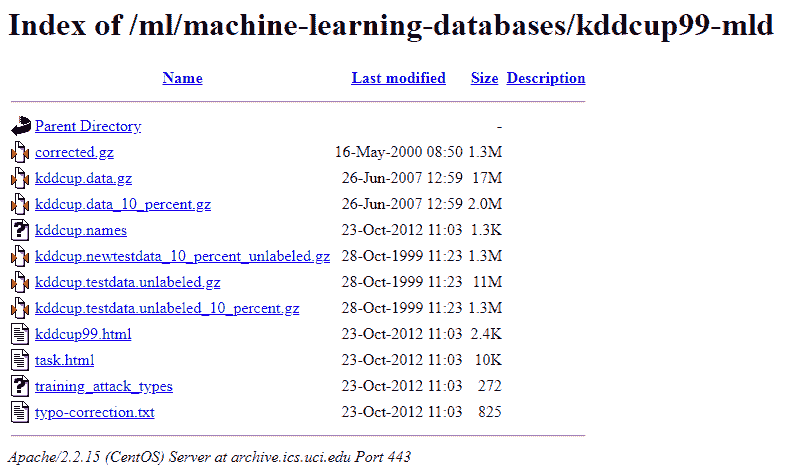 Index of /ml/machine-learning-databases/kddcup99-mld
Name Last modified Size Description
Parent Directory -
corrected.gz 16-May-2000 08:50 1.3M
kddcup.data.gz 26-Jun-2007 12:59 17M
kddcup.data_10_percent.gz 26-Jun-2007 12:59 2.0M
kddcup.names 23-Oct-2012 11:03 1.3K
kddcup.newtestdata_10_percent_unlabeled.gz 28-Oct-1999 11:23 1.3M
kddcup.testdata.unlabeled.gz 28-Oct-1999 11:23 11M
kddcup.testdata.unlabeled_10_percent.gz 28-Oct-1999 11:23 1.3M
kddcup99.html 23-Oct-2012 11:03 2.4K
task.html 23-Oct-2012 11:03 10K
training_attack_types 23-Oct-2012 11:03 272
typo-correction.txt 23-Oct-2012 11:03 825
Apache/2.2.15 (CentOS) Server at archive.ics.uci.edu Port 443